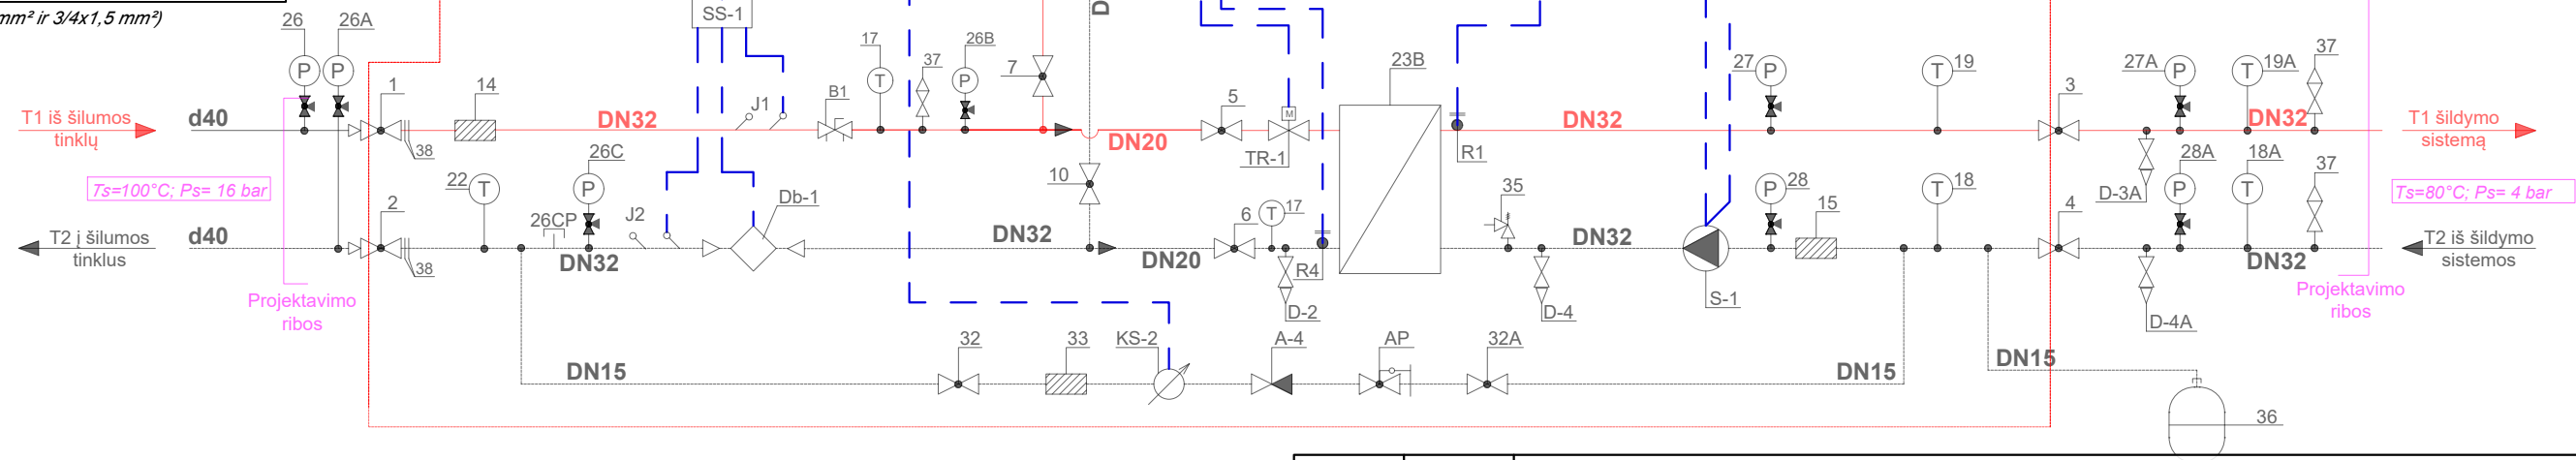 mm² ir 3/4x1,5 mm²)
SS-1
D
26
26A
17
26B
37
7
23B
27
19
27A
19A
37
P
P
T
P
P
T
P
T
1
14
J1
B1
5
M
3
T1 iš šilumos
tinklų
d40
DN32
DN20
DN32
DN32
T1 šildymo
sistemą
38
26C
TR-1
R1
28A
18A
37
Ts=100°C; Ps= 16 bar
22
T
P
10
Db-1
35
P
28
T
18
D-3A
P
T
Ts=80°C; Ps= 4 bar
2
26CP
J2
6
T
17
15
4
T2 į šilumos
tinklus
d40
DN32
DN32
DN20
DN32
DN32
T2 iš šildymo
sistemos
38
R4
Projektavimo
ribos
D-2
D-4
S-1
D-4A
Projektavimo
ribos
32
33
KS-2
A-4
AP
32A
DN15
DN15
DN15
36